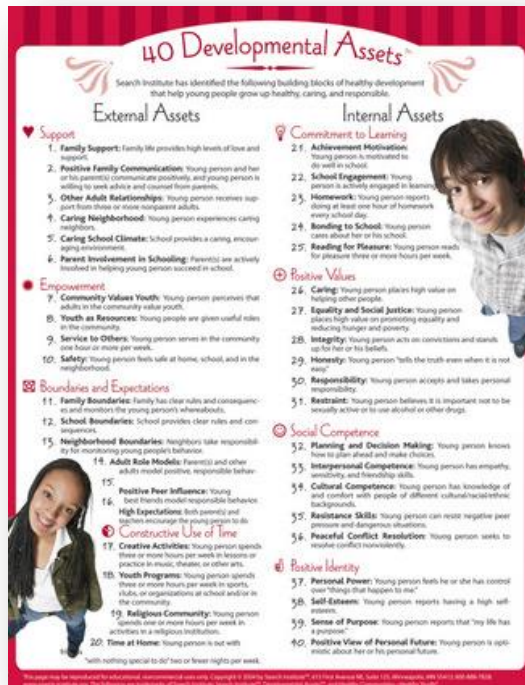 40 Developmental Assets™
Search Institute has identified the following building blocks of healthy development
that help young people grow up healthy, caring, and responsible.
External Assets
Support
1. Family Support: Family life provides high levels of love and
support.
2. Positive Family Communication: Young person and her
or his parent(s) communicate positively, and young person is
willing to seek advice and counsel from parents.
3. Other Adult Relationships: Young person receives sup-
port from three or more nonparent adults.
4. Caring Neighborhood: Young person experiences caring
neighbors.
5. Caring School Climate: School provides a caring, encour-
aging environment.
6. Parent Involvement in Schooling: Parent(s) are actively
involved in helping young person succeed in school.
Empowerment
7. Community Values Youth: Young person perceives that
adults in the community value youth.
8. Youth as Resources: Young people are given useful roles
in the community.
9. Service to Others: Young person serves in the community
one hour or more per week.
10. Safety: Young person feels safe at home, school, and in the
neighborhood.
Boundaries and Expectations
11. Family Boundaries: Family has clear rules and consequenc-
es and monitors the young person's whereabouts.
12. School Boundaries: School provides clear rules and con-
sequences.
13. Neighborhood Boundaries: Neighbors take responsibil-
ity for monitoring young people's behavior.
14. Adult Role Models: Parent(s) and other
adults model positive, responsible behav-
15.
Positive Peer Influence: Young
16. best friends model responsible behavior.
High Expectations: Both parent(s) and
teachers encourage the young person to do
Constructive Use of Time
17. Creative Activities: Young person spends
three or more hours per week in lessons or
practice in music, theater, or other arts.
18. Youth Programs: Young person spends
three or more hours per week in sports,
clubs, or organizations at school and/or in
the community.
19. Religious Community: Young person
spends one or more hours per week in
activities in a religious institution.
20. Time at Home: Young person is out with
"with nothing special to do" two or fewer nights per week.
Internal Assets
Commitment to Learning
21. Achievement Motivation:
Young person is motivated to
do well in school.
22. School Engagement: Young
person is actively engaged in learning
23. Homework: Young person reports
doing at least one hour of homework
every school day.
24. Bonding to School: Young person
cares about her or his school.
25. Reading for Pleasure: Young person reads
for pleasure three or more hours per week.
Positive Values
26. Caring: Young person places high value on
helping other people.
27. Equality and Social Justice: Young person
places high value on promoting equality and
reducing hunger and poverty.
28. Integrity: Young person acts on convictions and stands
up for her or his beliefs.
29. Honesty: Young person "tells the truth even when it is not
easy."
30. Responsibility: Young person accepts and takes personal
responsibility.
31. Restraint: Young person believes it is important not to be
sexually active or to use alcohol or other drugs.
Social Competence
32. Planning and Decision Making: Young person knows
how to plan ahead and make choices.
33. Interpersonal Competence: Young person has empathy,
sensitivity, and friendship skills.
34. Cultural Competence: Young person has knowledge of
and comfort with people of different cultural/racial/ethnic
backgrounds.
35. Resistance Skills: Young person can resist negative peer
pressure and dangerous situations.
36. Peaceful Conflict Resolution: Young person seeks to
resolve conflict nonviolently.
Positive Identity
37. Personal Power: Young person feels he or she has control
over "things that happen to me."
38. Self-Esteem: Young person reports having a high self-
esteem.
39. Sense of Purpose: Young person reports that "my life has
a purpose."
40. Positive View of Personal Future: Young person is opti-
mistic about her or his personal future.
This page may be reproduced for educational, noncommercial uses only. Copyright © 2004 by Search Institute